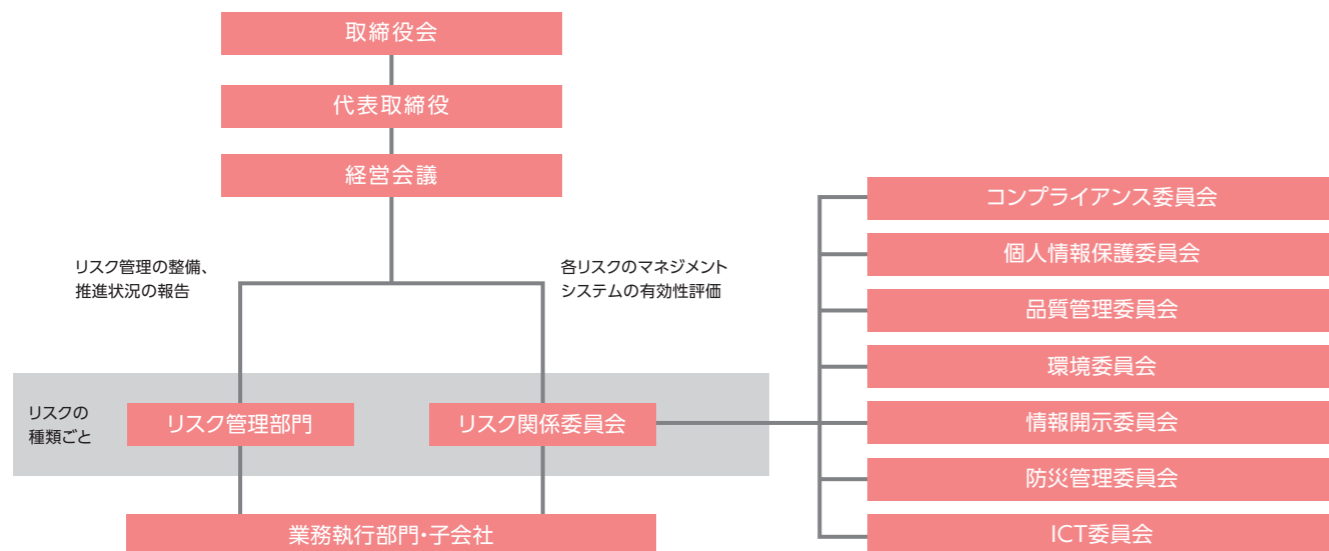 取締役会
代表取締役
経営会議
リスク管理の整備、
推進状況の報告
各リスクのマネジメント
システムの有効性評価
リスクの
種類ごと
リスク管理部門
リスク関係委員会
業務執行部門・子会社
コンプライアンス委員会
個人情報保護委員会
品質管理委員会
環境委員会
情報開示委員会
防災管理委員会
ICT委員会